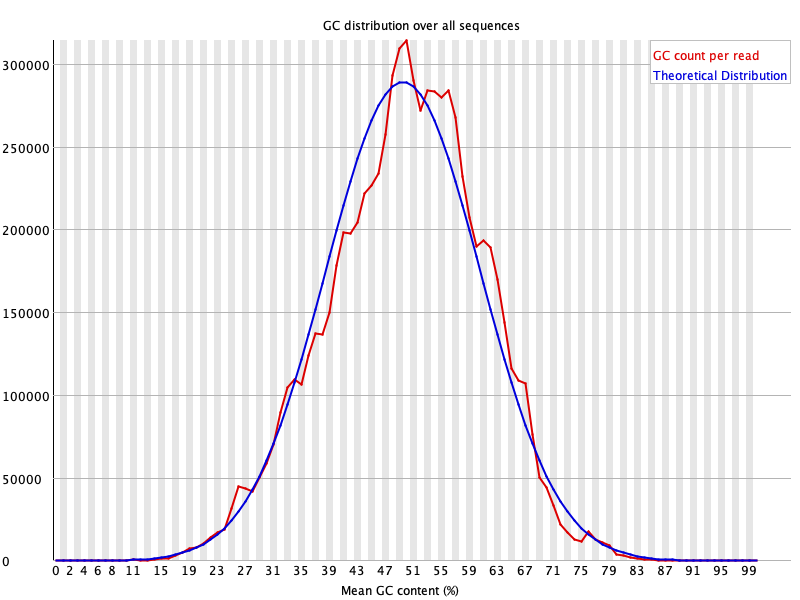 GC distribution over all sequences
GC count per read
Theoretical Distribution
300000
250000
200000
150000
100000
50000
0
0 2 4 6 8 11 15 19 23 27 31 35 39 43 47 51 55 59 63 67 71 75 79 83 87 91 95 99
Mean GC content (%)